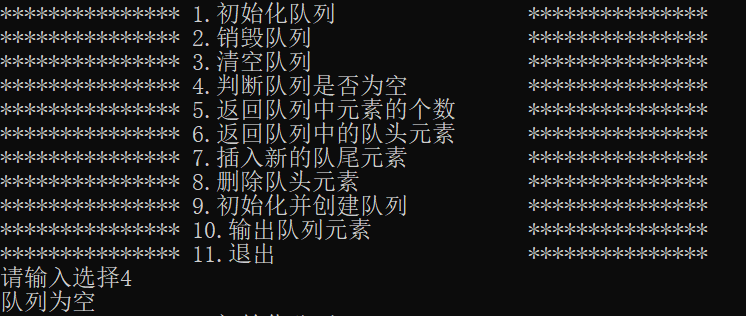 *************** 1.初始化队列 ***************
*************** 2.销毁队列 ***************
*************** 3.清空队列 ***************
*************** 4.判断队列是否为空 ***************
*************** 5.返回队列中元素的个数 ***************
*************** 6.返回队列中的队头元素 ***************
*************** 7.插入新的队尾元素 ***************
*************** 8.删除队头元素 ***************
*************** 9.初始化并创建队列 ***************
*************** 10.输出队列元素 ***************
*************** 11.退出 ***************
请输入选择4
队列为空